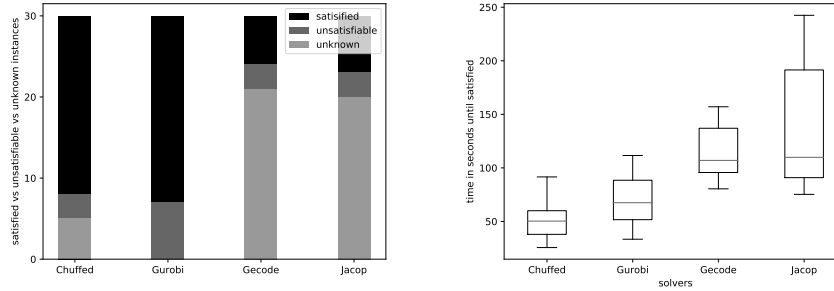 satisfied vs unsatisfiable vs unknown instances
30
20
10
0
satisified
unsatisfiable
unknown
Chuffed Gurobi Gecode Jacop
time in seconds until satisfied
250
200
150
100
50
Chuffed Gurobi Gecode Jacop
solvers